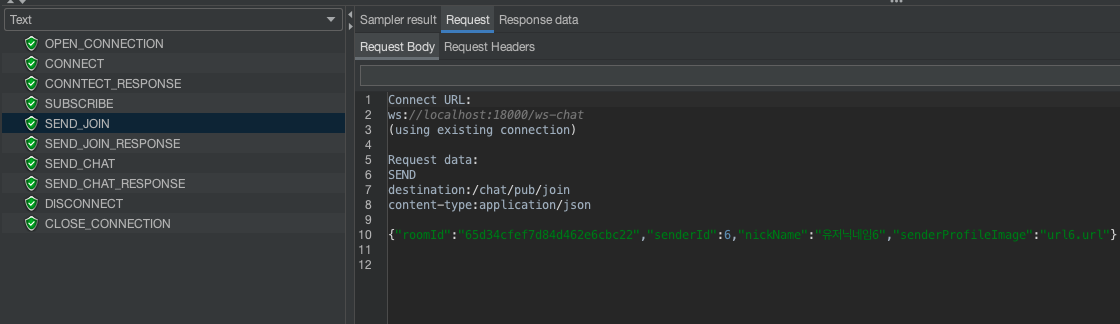 Text
OPEN_CONNECTION
CONNECT
CONNTECT_RESPONSE
SUBSCRIBE
SEND_JOIN
SEND_JOIN_RESPONSE
SEND_CHAT
SEND_CHAT_RESPONSE
DISCONNECT
CLOSE_CONNECTION
Sampler result Request Response data
Request Body Request Headers
1 Connect URL:
2 ws://localhost:18000/ws-chat
3 (using existing connection)
4
5 Request data:
6 SEND
7 destination:/chat/pub/join
8 content-type:application/json
9
10 {"roomId":"65d34cfef7d84d462e6cbc22","senderId":6,"nickName":"유저닉네임6","senderProfileImage":"url6.url"}
11
12